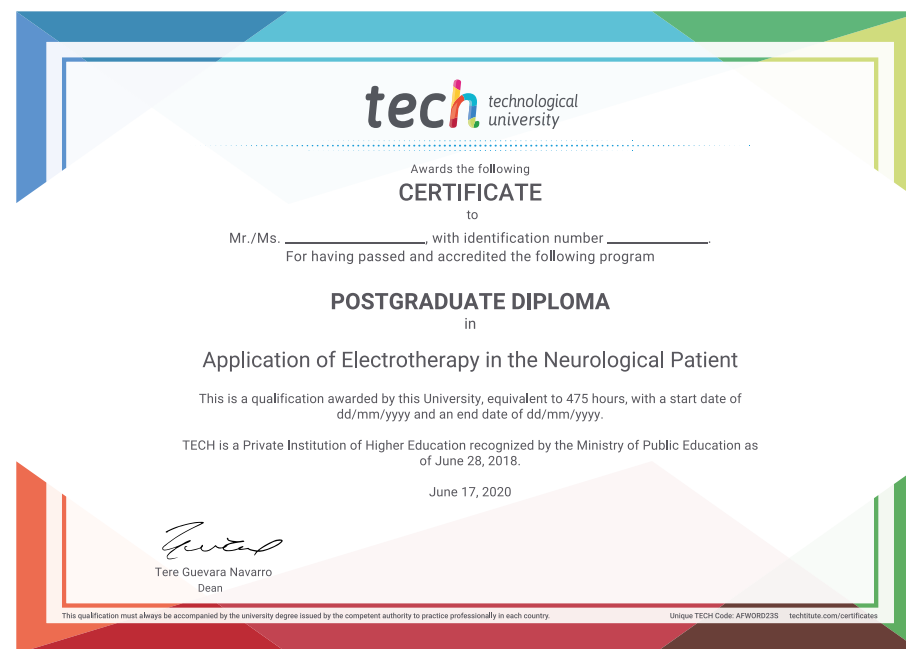 tech technological
university
Awards the following
CERTIFICATE
to
Mr./Ms. ____________________, with identification number ______________.
For having passed and accredited the following program
POSTGRADUATE DIPLOMA
in
Application of Electrotherapy in the Neurological Patient
This is a qualification awarded by this University, equivalent to 475 hours, with a start date of
dd/mm/yyyy and an end date of dd/mm/yyyy.
TECH is a Private Institution of Higher Education recognized by the Ministry of Public Education as
of June 28, 2018.
June 17, 2020
Tere Guevara Navarro
Dean
This qualification must always be accompanied by the university degree issued by the competent authority to practice professionally in each country. Unique TECH Code: AFWORD23S techtitute.com/certificates